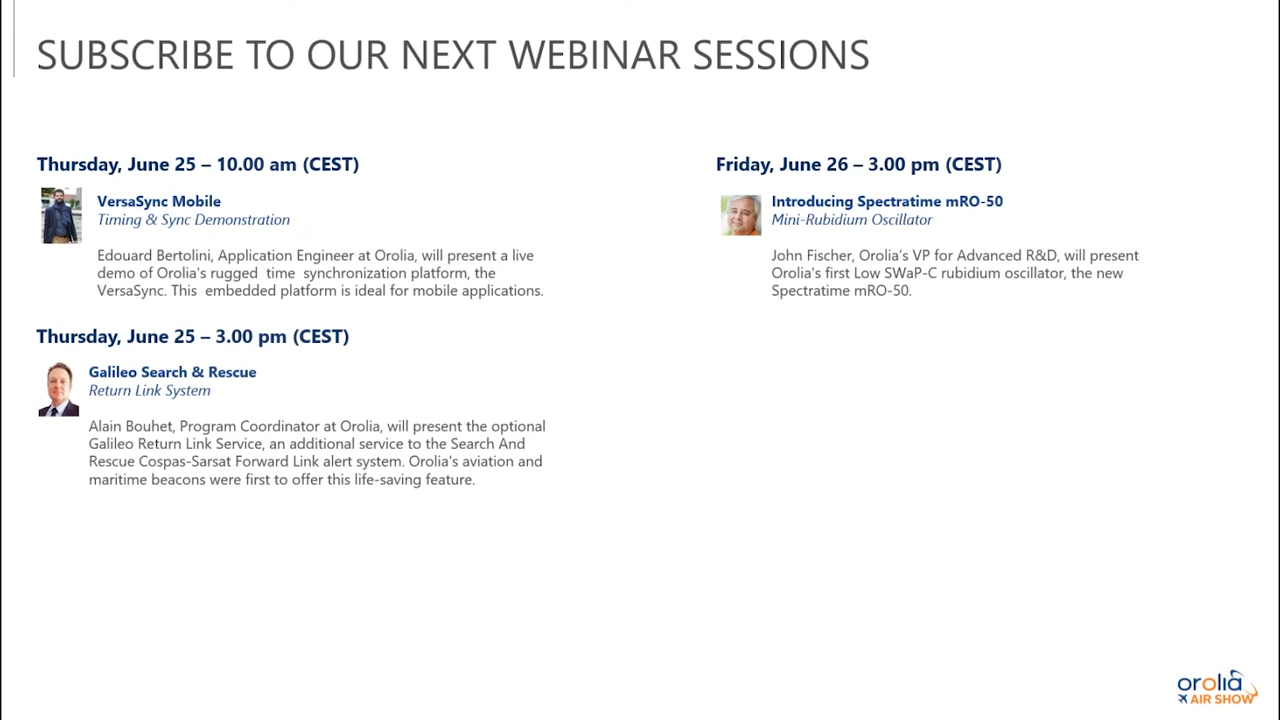 SUBSCRIBE TO OUR NEXT WEBINAR SESSIONS
Thursday, June 25 – 10.00 am (CEST)
VersaSync Mobile
Timing & Sync Demonstration
Edouard Bertolini, Application Engineer at Orolia, will present a live
demo of Orolia's rugged time synchronization platform, the
VersaSync. This embedded platform is ideal for mobile applications.
Thursday, June 25 – 3.00 pm (CEST)
Galileo Search & Rescue
Return Link System
Alain Bouhet, Program Coordinator at Orolia, will present the optional
Galileo Return Link Service, an additional service to the Search And
Rescue Cospas-Sarsat Forward Link alert system. Orolia's aviation and
maritime beacons were first to offer this life-saving feature.
Friday, June 26 – 3.00 pm (CEST)
Introducing Spectratime mRO-50
Mini-Rubidium Oscillator
John Fischer, Orolia’s VP for Advanced R&D, will present
Orolia's first Low SWaP-C rubidium oscillator, the new
Spectratime mRO-50.
orolia
AIR SHOW